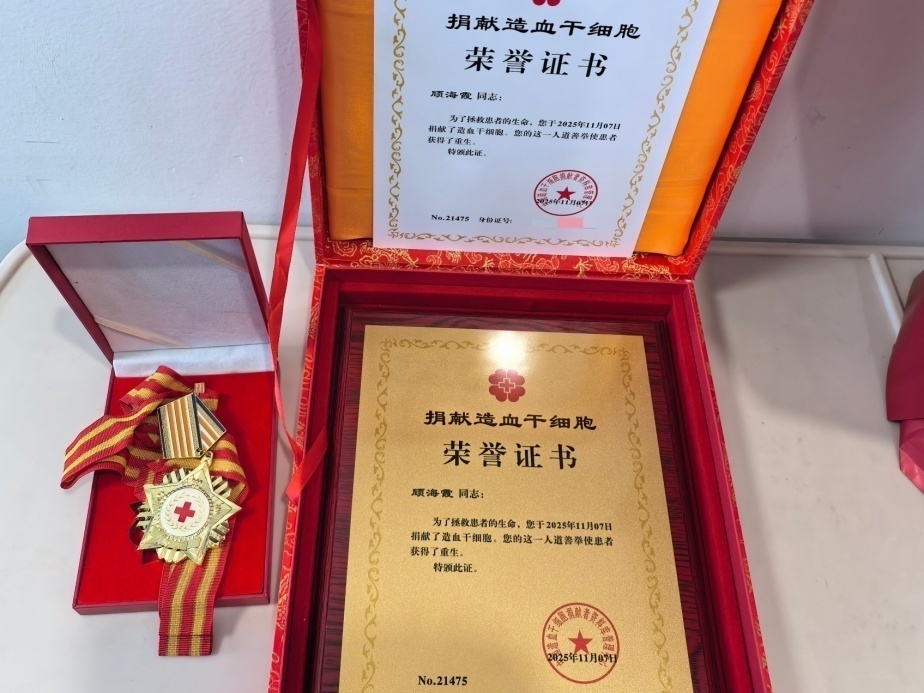 捐献造血干细胞
荣誉证书
顾海霞 同志：
为了拯救患者的生命，您于2025年11月07日
捐献了造血干细胞。您的这一人道善举使患者
获得了重生。
特颁此证。
2025年11月07日
No.21475 身份证号：
捐献造血干细胞
荣誉证书
顾海霞 同志：
为了拯救患者的生命，您于2025年11月07日
捐献了造血干细胞。您的这一人道善举使患者
获得了重生。
特颁此证。
2025年11月07日
No.21475